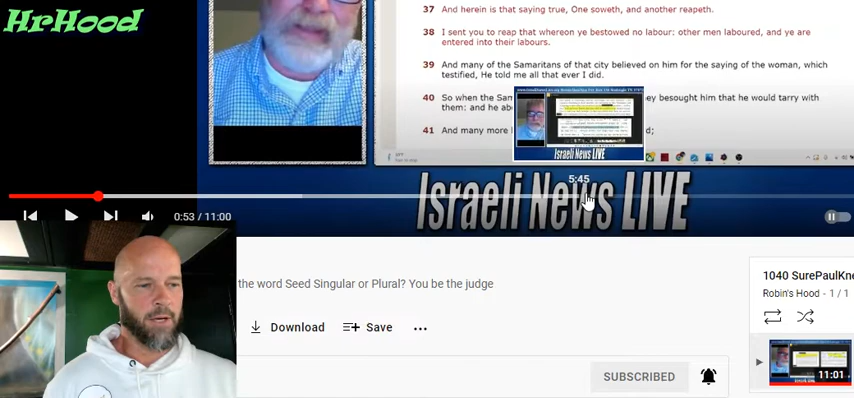 HrHood
37 And herein is that saying true, One soweth, and another reapeth.
38 I sent you to reap that whereon ye bestowed no labour: other men laboured, and ye are
entered into their labours.
39 And many of the Samaritans of that city believed on him for the saying of the woman, which
testified, He told me all that ever I did.
40 So when the Sam hey besought him that he would tarry with
them: and he abo
41 And many more d;
Israeli News LIVE
5:45
Israeli News LIVE
0:53 / 11:00
the word Seed Singular or Plural? You be the judge
Download Save
1040 SurePaulKne
Robin's Hood - 1 / 1
11:01
SUBSCRIBED